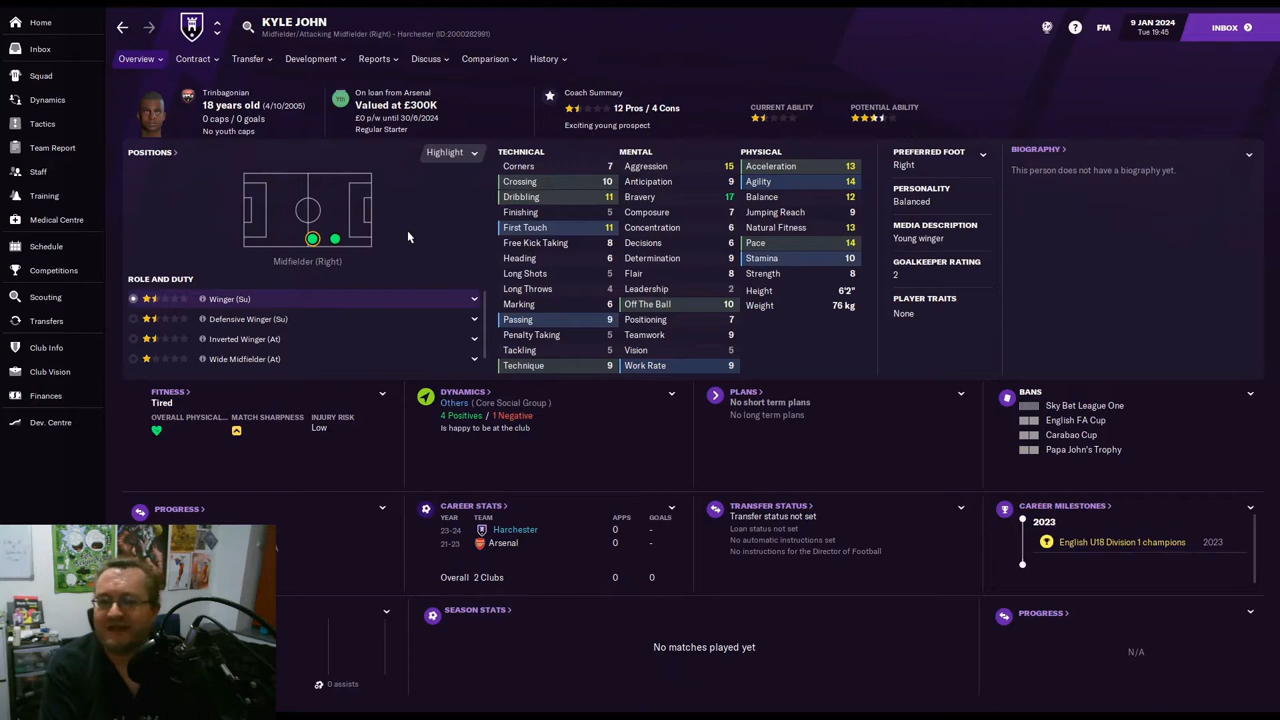 Home
Inbox
Squad
Dynamics
Tactics
Team Report
Staff
Training
Medical Centre
Schedule
Competitions
Scouting
Transfers
Club Info
Club Vision
Finances
Dev. Centre
KYLE JOHN
Midfielder/Attacking Midfielder (Right) - Harchester (ID:2000282991)
FM
9 JAN 2024
Tue 19:45
INBOX
Overview
Contract
Transfer
Development
Reports
Discuss
Comparison
History
Trinbagonian
18 years old (4/10/2005)
0 caps / 0 goals
No youth caps
Yth
On loan from Arsenal
Valued at £300K
£0 p/w until 30/6/2024
Regular Starter
Coach Summary
12 Pros / 4 Cons
Exciting young prospect
CURRENT ABILITY
POTENTIAL ABILITY
POSITIONS
Highlight
Midfielder (Right)
ROLE AND DUTY
Winger (Su)
Defensive Winger (Su)
Inverted Winger (At)
Wide Midfielder (At)
TECHNICAL
Corners 7
Crossing 10
Dribbling 11
Finishing 5
First Touch 11
Free Kick Taking 8
Heading 6
Long Shots 5
Long Throws 4
Marking 6
Passing 9
Penalty Taking 5
Tackling 5
Technique 9
MENTAL
Aggression 15
Anticipation 9
Bravery 17
Composure 7
Concentration 6
Decisions 6
Determination 9
Flair 8
Leadership 2
Off The Ball 10
Positioning 7
Teamwork 9
Vision 5
Work Rate 9
PHYSICAL
Acceleration 13
Agility 14
Balance 12
Jumping Reach 9
Natural Fitness 13
Pace 14
Stamina 10
Strength 8
Height 6'2"
Weight 76 kg
PREFERRED FOOT
Right
PERSONALITY
Balanced
MEDIA DESCRIPTION
Young winger
GOALKEEPER RATING
2
PLAYER TRAITS
None
BIOGRAPHY
This person does not have a biography yet.
FITNESS
Tired
OVERALL PHYSICAL...
MATCH SHARPNESS
INJURY RISK
Low
DYNAMICS
Others ( Core Social Group )
4 Positives / 1 Negative
Is happy to be at the club
PLANS
No short term plans
No long term plans
BANS
Sky Bet League One
English FA Cup
Carabao Cup
Papa John's Trophy
PROGRESS
CAREER STATS
YEAR TEAM APPS GOALS
23-24 Harchester 0 -
21-23 Arsenal 0 -
Overall 2 Clubs 0 0
TRANSFER STATUS
Transfer status not set
Loan status not set
No automatic instructions set
No instructions for the Director of Football
CAREER MILESTONES
2023
English U18 Division 1 champions 2023
0 assists
SEASON STATS
No matches played yet
PROGRESS
N/A